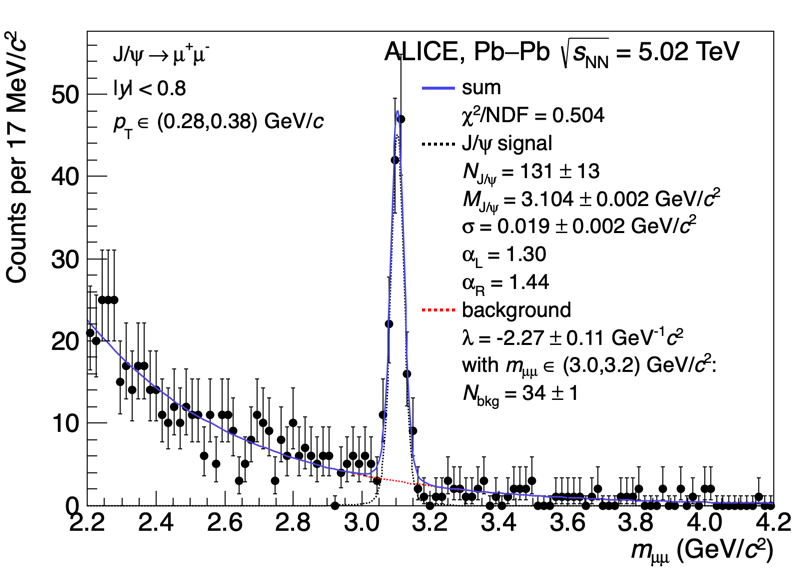 Counts per 17 MeV/c²
J/ψ → μ⁺μ⁻
|y| < 0.8
p_T ∈ (0.28,0.38) GeV/c
ALICE, Pb–Pb √s_NN = 5.02 TeV
sum
χ²/NDF = 0.504
J/ψ signal
N_J/ψ = 131 ± 13
M_J/ψ = 3.104 ± 0.002 GeV/c²
σ = 0.019 ± 0.002 GeV/c²
α_L = 1.30
α_R = 1.44
background
λ = -2.27 ± 0.11 GeV⁻¹c²
with m_μμ ∈ (3.0,3.2) GeV/c²:
N_bkg = 34 ± 1
50
40
30
20
10
0
2.2 2.4 2.6 2.8 3.0 3.2 3.4 3.6 3.8 4.0 4.2
m_μμ (GeV/c²)